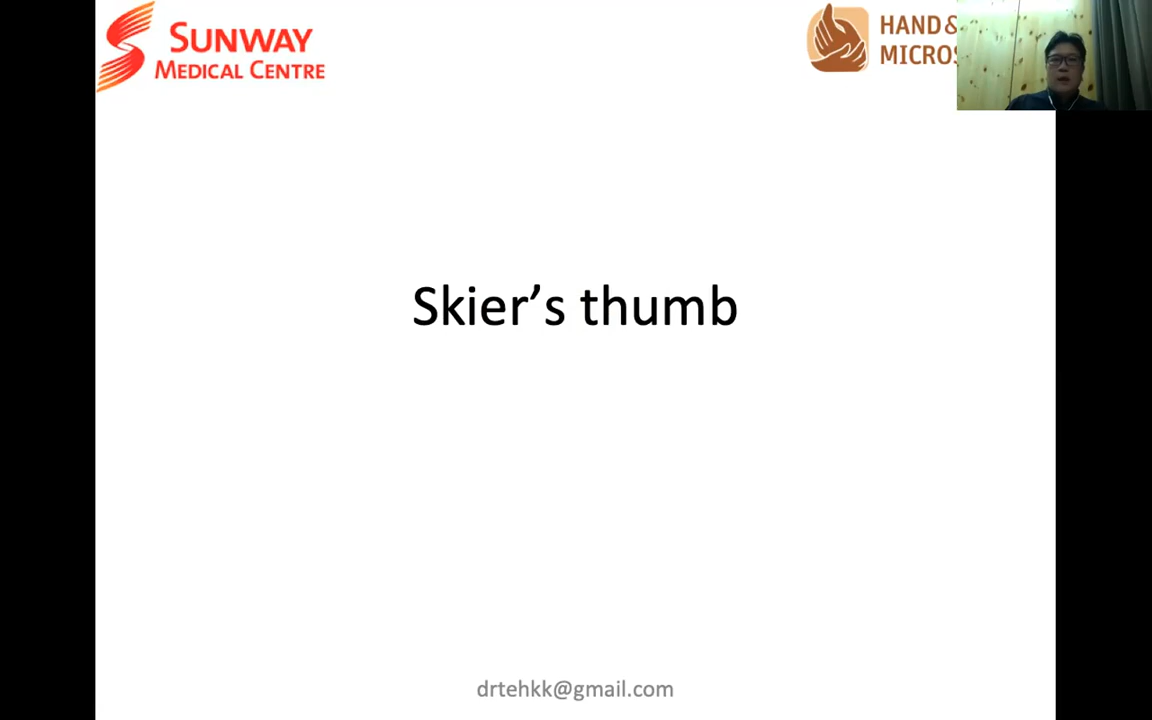 SUNWAY
MEDICAL CENTRE
HAND&
MICROS
Skier’s thumb
drtehkk@gmail.com